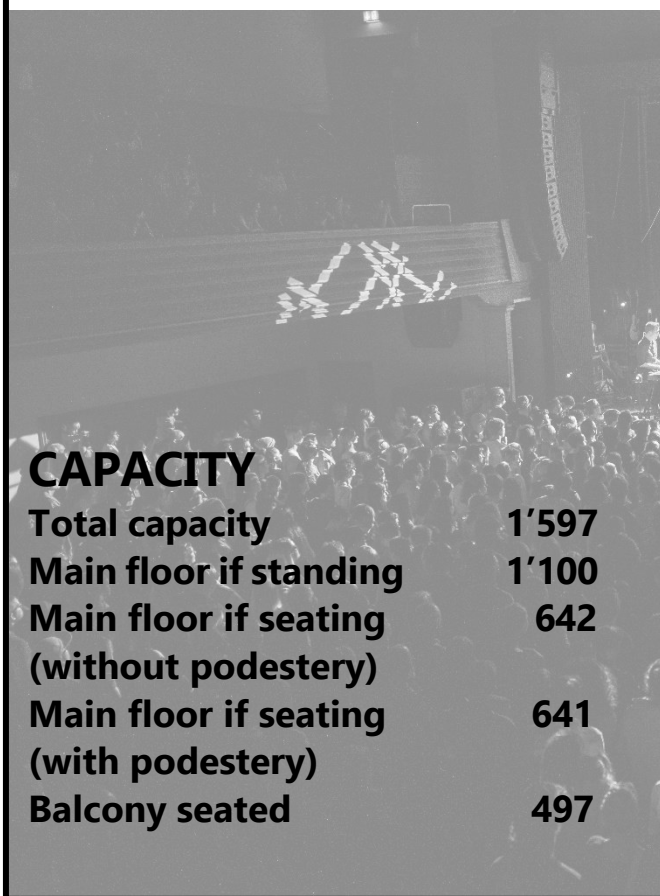 CAPACITY
Total capacity 1’597
Main floor if standing 1’100
Main floor if seating 642
(without podestery)
Main floor if seating 641
(with podestery)
Balcony seated 497